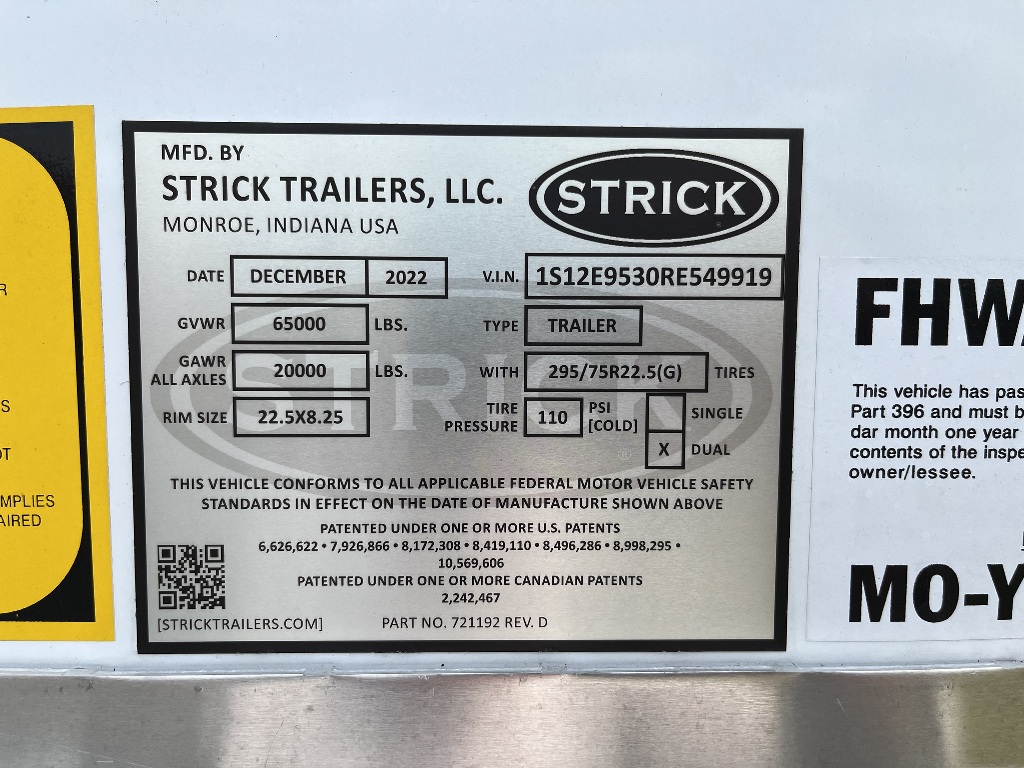 MFD. BY
STRICK TRAILERS, LLC.
MONROE, INDIANA USA
STRICK
DATE DECEMBER 2022 V.I.N. 1S12E9530RE549919
GVWR 65000 LBS. TYPE TRAILER
GAWR ALL AXLES 20000 LBS. WITH 295/75R22.5(G) TIRES
RIM SIZE 22.5X8.25 TIRE PRESSURE 110 PSI [COLD] SINGLE
X DUAL
STRICK
®
THIS VEHICLE CONFORMS TO ALL APPLICABLE FEDERAL MOTOR VEHICLE SAFETY
STANDARDS IN EFFECT ON THE DATE OF MANUFACTURE SHOWN ABOVE
PATENTED UNDER ONE OR MORE U.S. PATENTS
6,626,622 • 7,926,866 • 8,172,308 • 8,419,110 • 8,496,286 • 8,998,295 •
10,569,606
PATENTED UNDER ONE OR MORE CANADIAN PATENTS
2,242,467
[STRICKTRAILERS.COM] PART NO. 721192 REV. D
R
S
OT
MPLIES
AIRED
FHWA
This vehicle has pas
Part 396 and must b
dar month one year
contents of the inspe
owner/lessee.
MO-Y